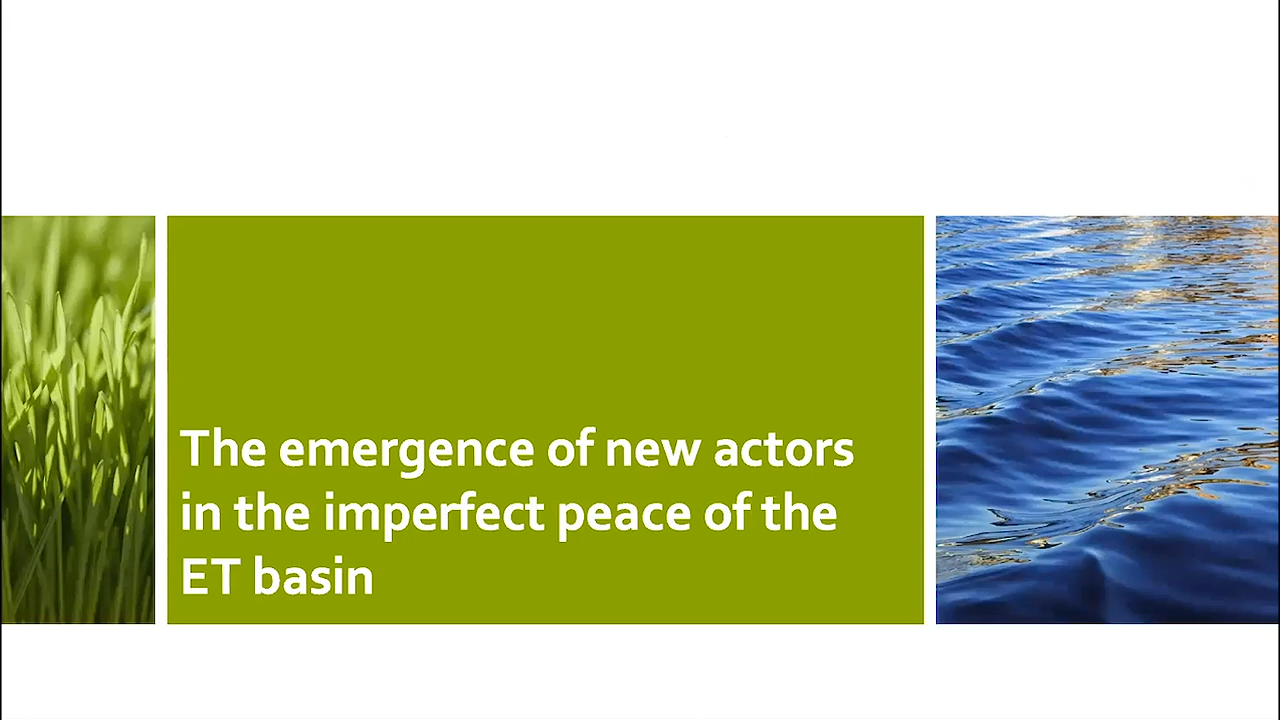 The emergence of new actors
in the imperfect peace of the
ET basin